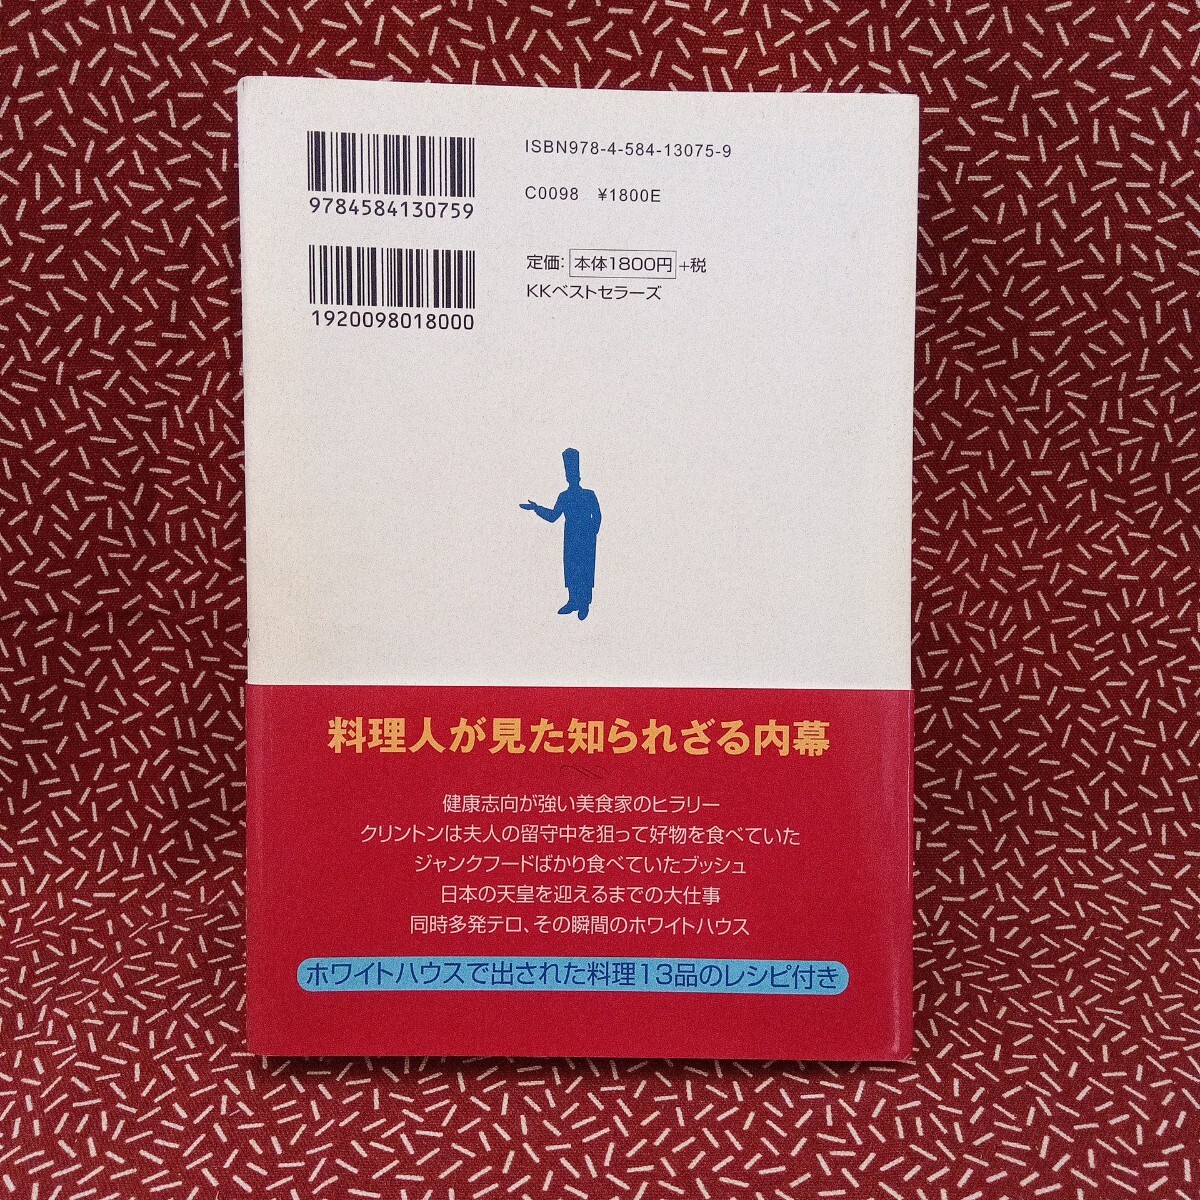 ISBN978-4-584-13075-9
9784584130759
C0098 ¥1800E
定価: 本体1800円 +税
KKベストセラーズ
1920098018000
料理人が見た知られざる内幕
健康志向が強い美食家のヒラリー
クリントンは夫人の留守中を狙って好物を食べていた
ジャンクフードばかり食べていたブッシュ
日本の天皇を迎えるまでの大仕事
同時多発テロ、その瞬間のホワイトハウス
ホワイトハウスで出された料理13品のレシピ付き